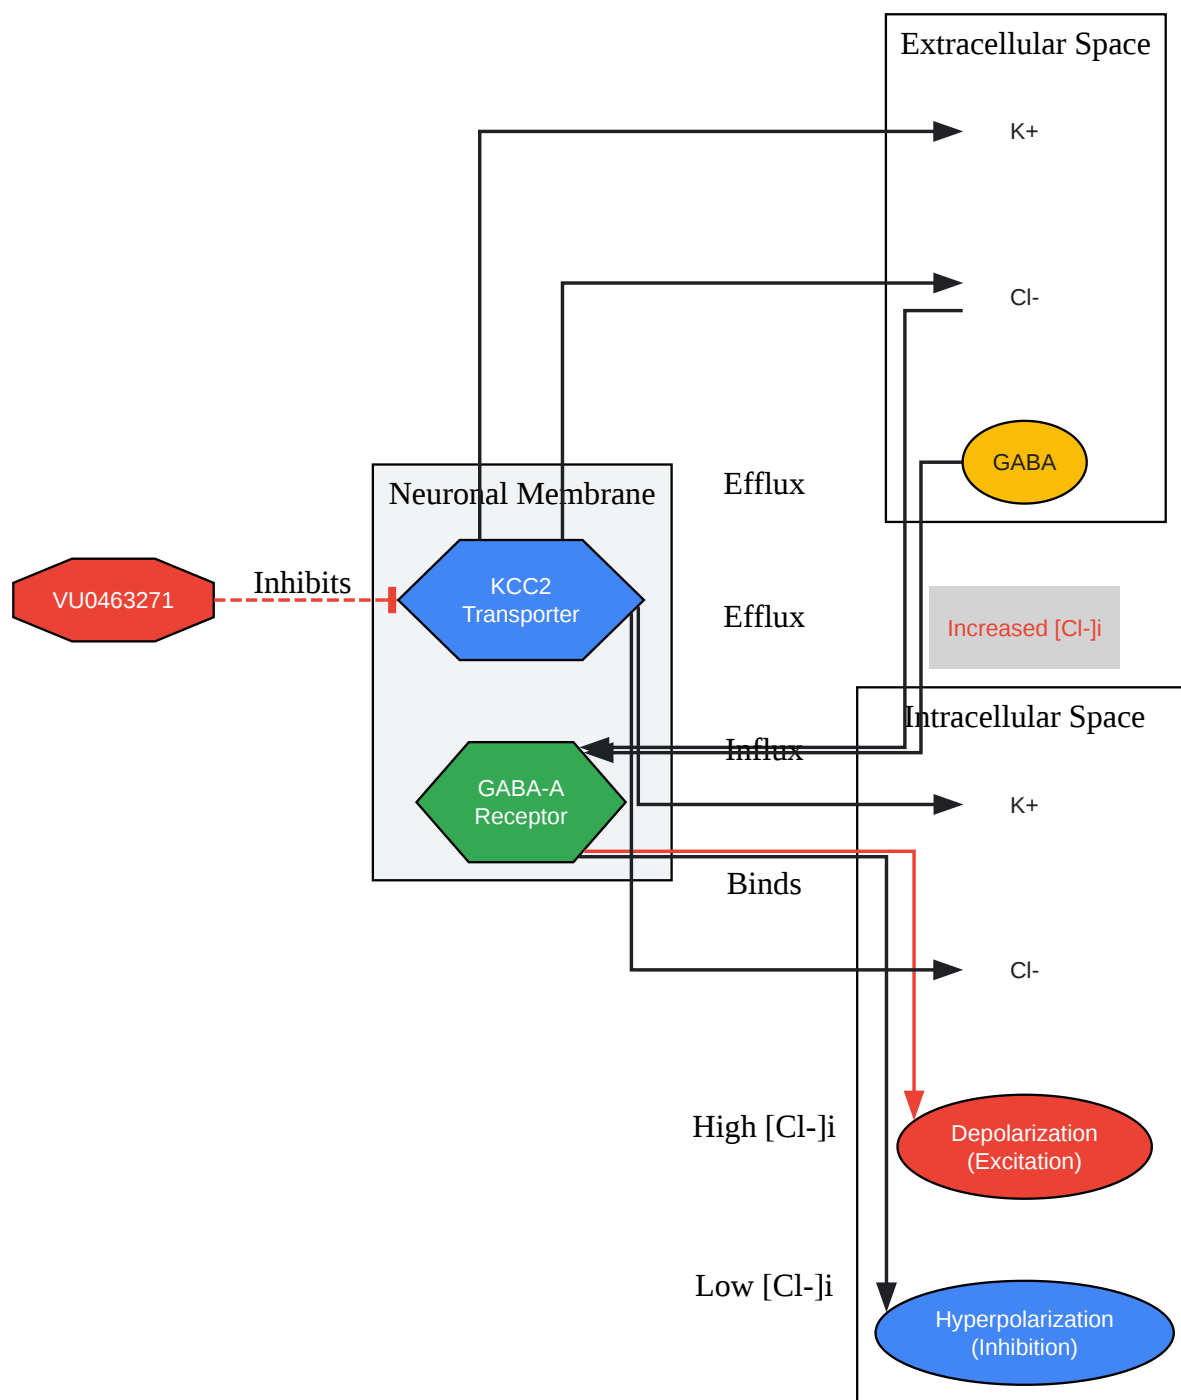 Extracellular Space
K+
Cl-
GABA
Efflux
Neuronal Membrane
KCC2
Transporter
VU0463271
Inhibits
Efflux
Increased [Cl-]i
Intracellular Space
Influx
GABA-A
Receptor
K+
Binds
Cl-
High [Cl-]i
Depolarization
(Excitation)
Low [Cl-]i
Hyperpolarization
(Inhibition)